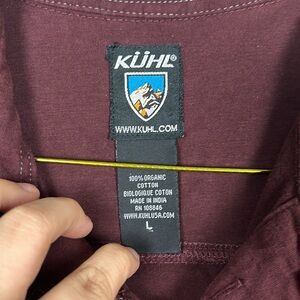 KÜHL®
WWW.KUHL.COM
100% ORGANIC
COTTON
BIOLOGIQUE COTON
MADE IN INDIA
RN 108846
WWW.KUHLUSA.COM
L